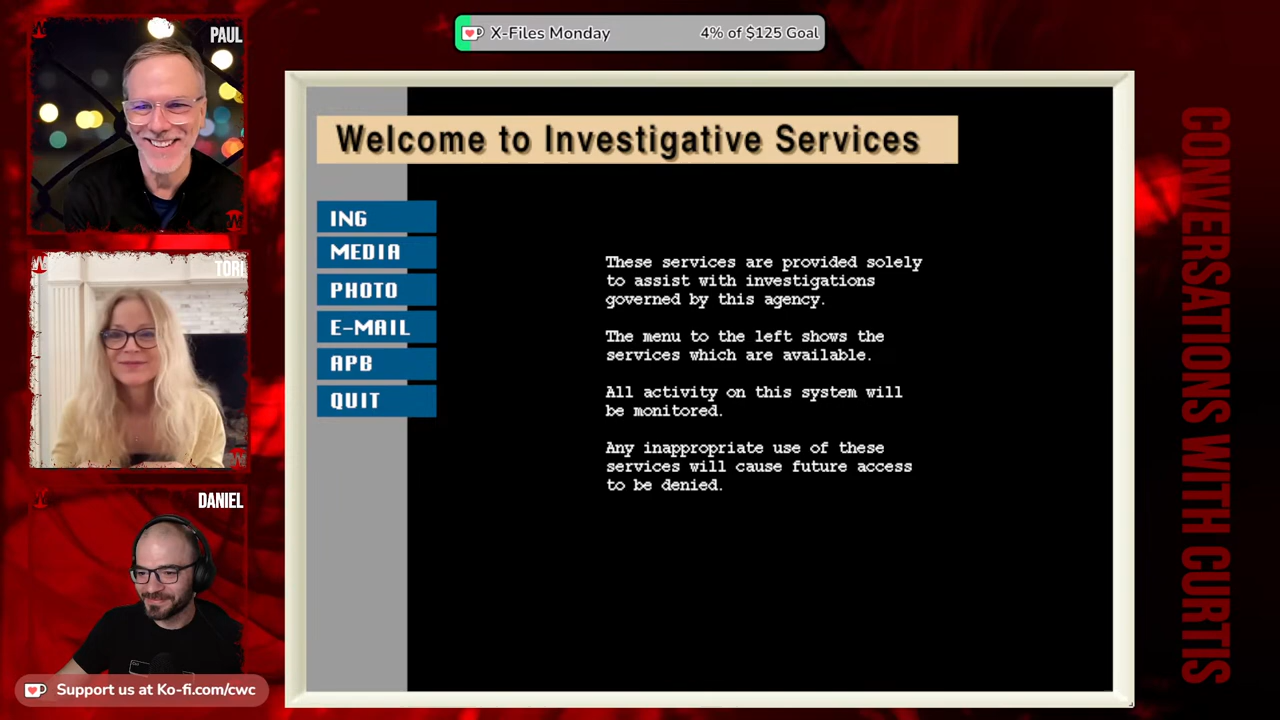 PAUL
X-Files Monday
4% of $125 Goal
Welcome to Investigative Services
ING
MEDIA
PHOTO
E-MAIL
APB
QUIT
These services are provided solely
to assist with investigations
governed by this agency.
The menu to the left shows the
services which are available.
All activity on this system will
be monitored.
Any inappropriate use of these
services will cause future access
to be denied.
TORI
DANIEL
Support us at Ko-fi.com/cwc
CONVERSATIONS WITH CURTIS